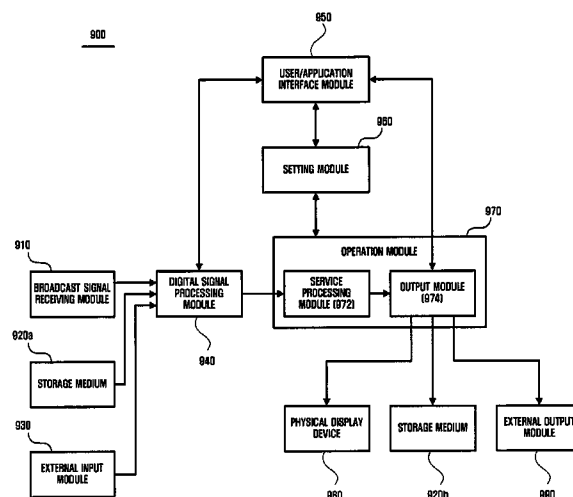 900
950
USER/APPLICATION
INTERFACE MODULE
960
SETTING MODULE
970
OPERATION MODULE
910
BROADCAST SIGNAL
RECEIVING MODULE
DIGITAL SIGNAL
PROCESSING
MODULE
SERVICE
PROCESSING
MODULE (972)
OUTPUT MODULE
(974)
920a
940
STORAGE MEDIUM
930
EXTERNAL INPUT
MODULE
PHYSICAL DISPLAY
DEVICE
STORAGE MEDIUM
EXTERNAL OUTPUT
MODULE
920b